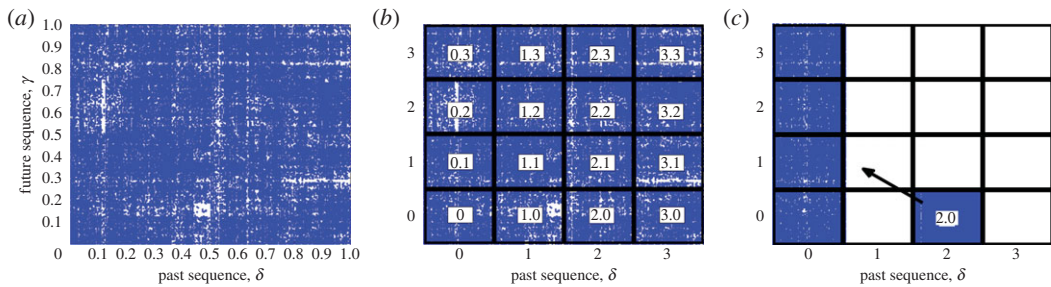 (a)
1.0
0.9
0.8
0.7
0.6
0.5
0.4
0.3
0.2
0.1
future sequence, γ
0 0.1 0.2 0.3 0.4 0.5 0.6 0.7 0.8 0.9 1.0
past sequence, δ
(b)
3 0.3 1.3 2.3 3.3
2 0.2 1.2 2.2 3.2
1 0.1 1.1 2.1 3.1
0 0 1.0 2.0 3.0
0 1 2 3
past sequence, δ
(c)
3
2
1
0 2.0
0 1 2 3
past sequence, δ